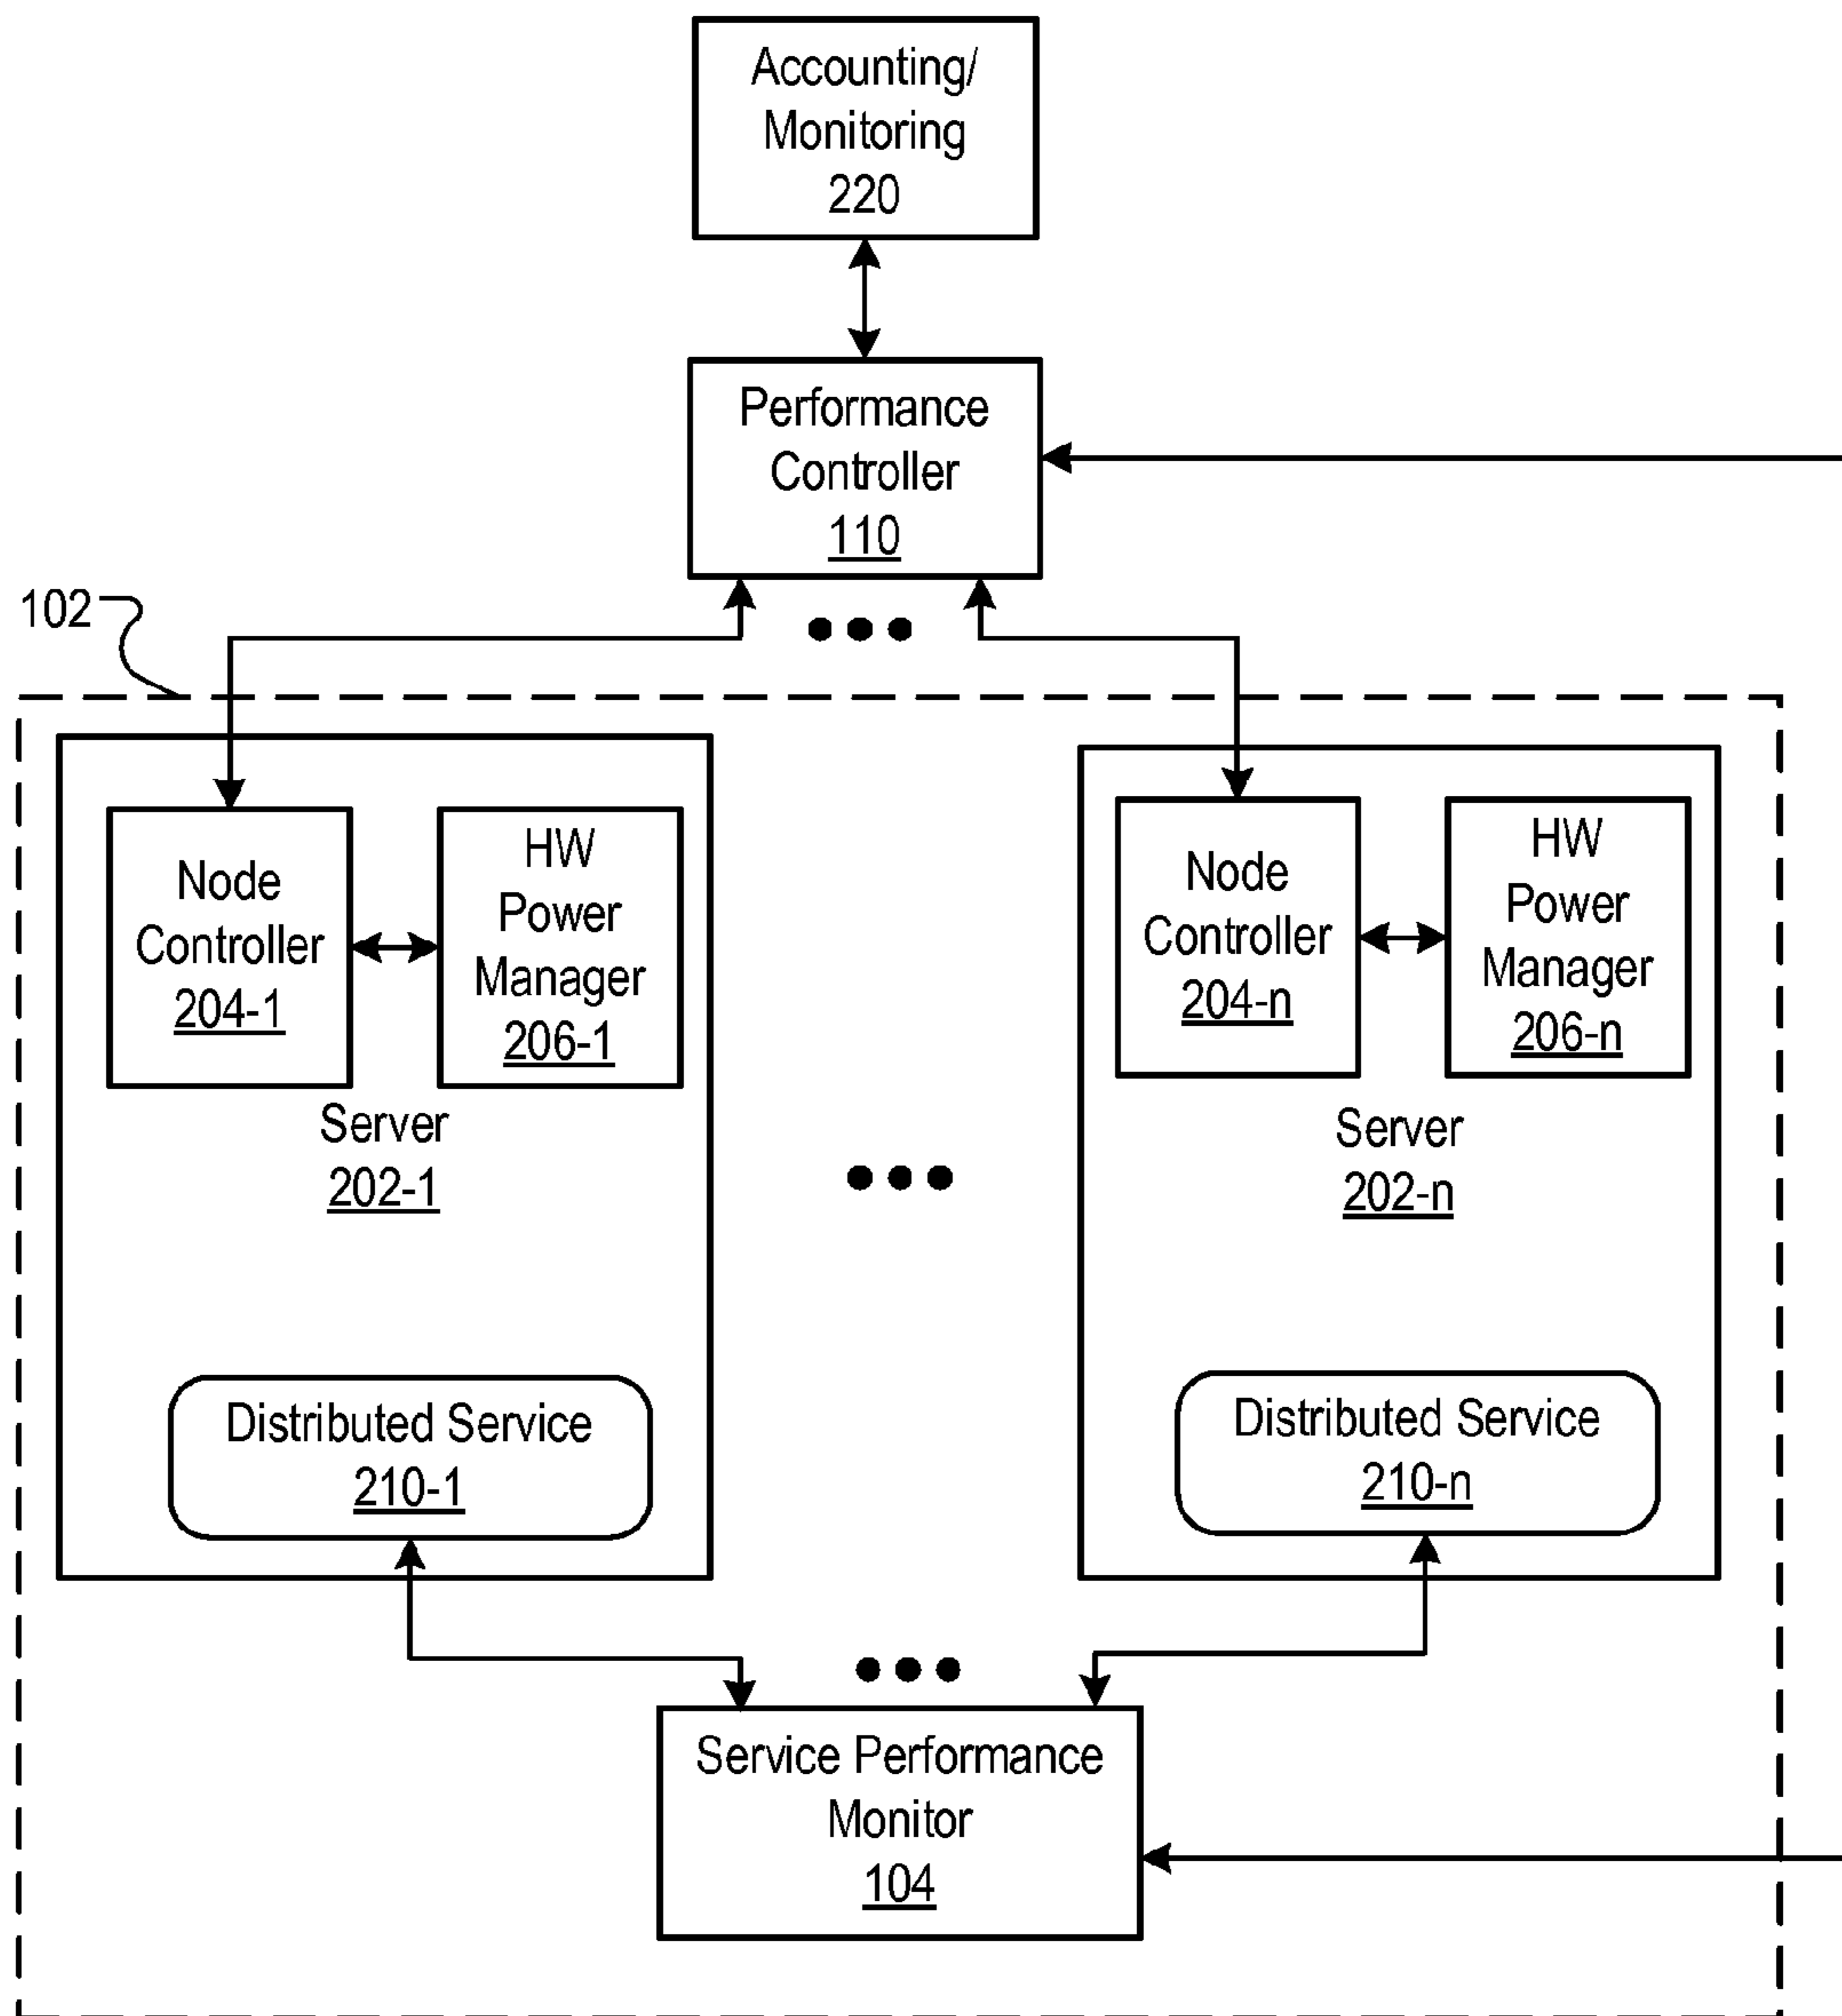 Accounting/
Monitoring
220
Performance
Controller
110
102
Node
Controller
204-1
HW
Power
Manager
206-1
Server
202-1
Distributed Service
210-1
Node
Controller
204-n
HW
Power
Manager
206-n
Server
202-n
Distributed Service
210-n
Service Performance
Monitor
104